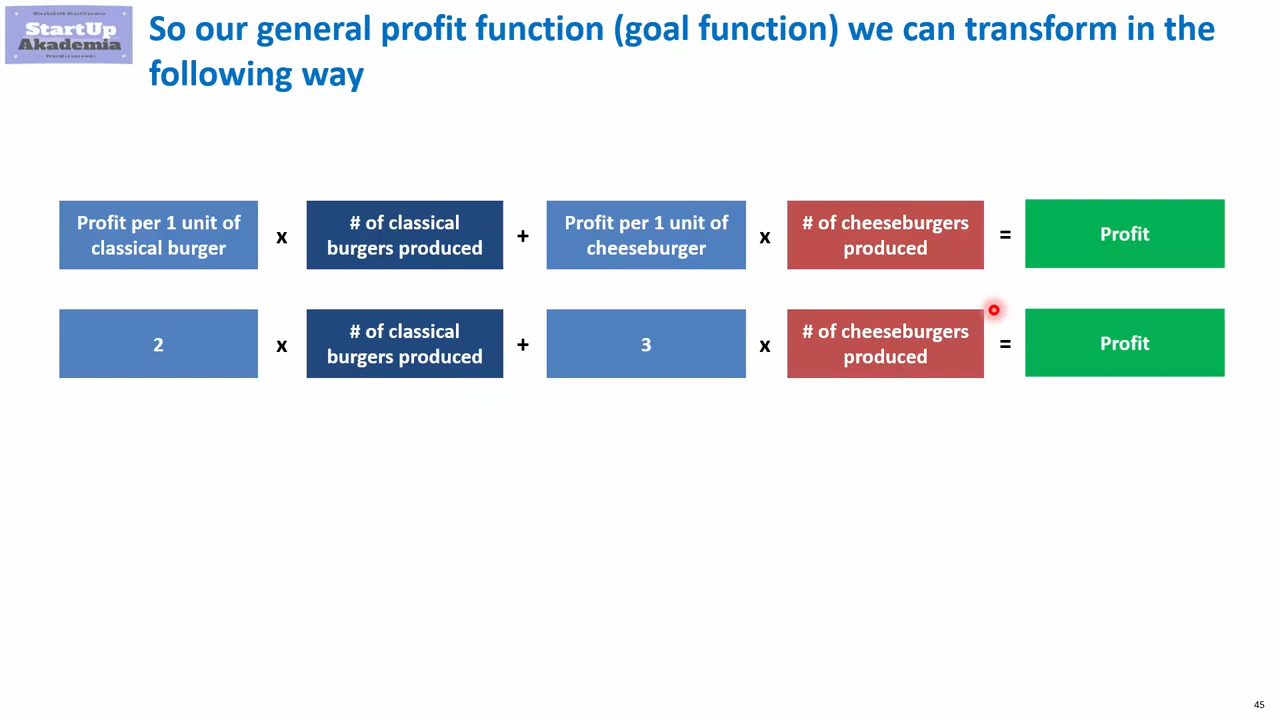 StartUp
Akademia
So our general profit function (goal function) we can transform in the
following way
Profit per 1 unit of
classical burger
x
# of classical
burgers produced
+
Profit per 1 unit of
cheeseburger
x
# of cheeseburgers
produced
=
Profit
2
x
# of classical
burgers produced
+
3
x
# of cheeseburgers
produced
=
Profit
45